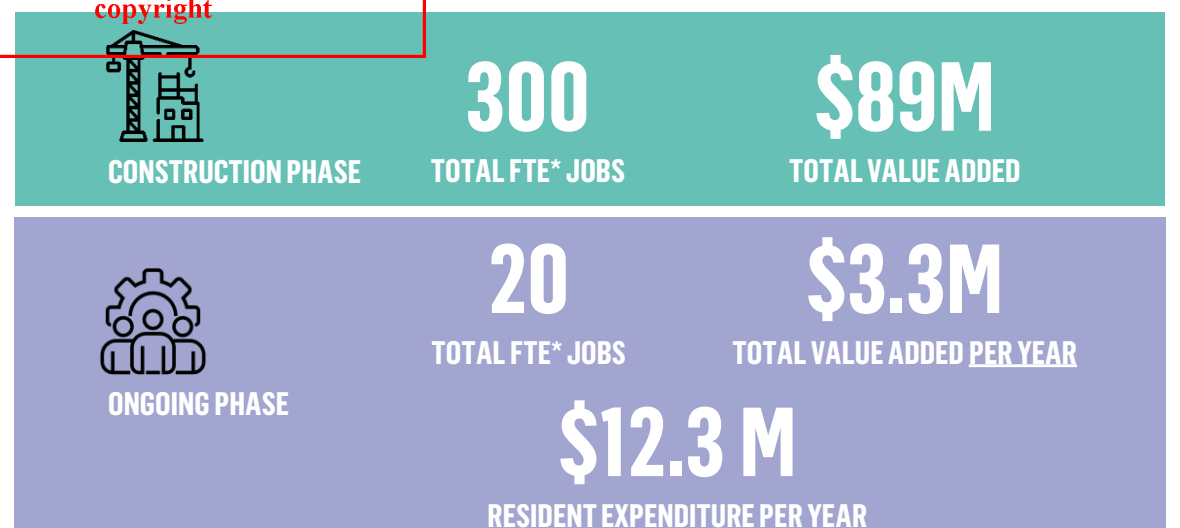 copyright
300
$89M
CONSTRUCTION PHASE
TOTAL FTE* JOBS
TOTAL VALUE ADDED
20
$3.3M
TOTAL FTE* JOBS
TOTAL VALUE ADDED PER YEAR
ONGOING PHASE
$12.3 M
RESIDENT EXPENDITURE PER YEAR